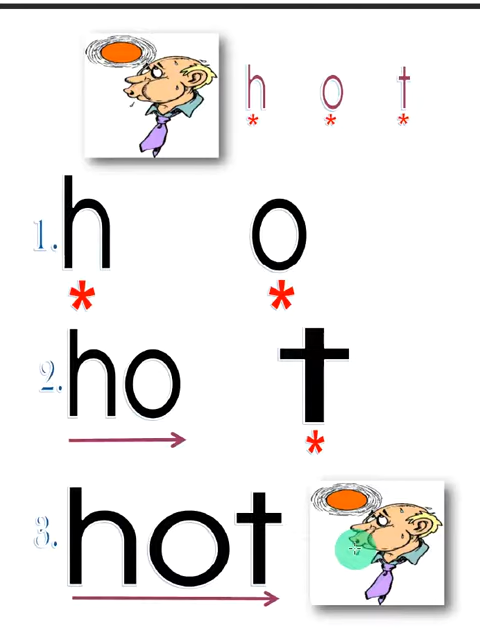 h o t
* * *
1. h o
* *
2. ho t
*
3. hot